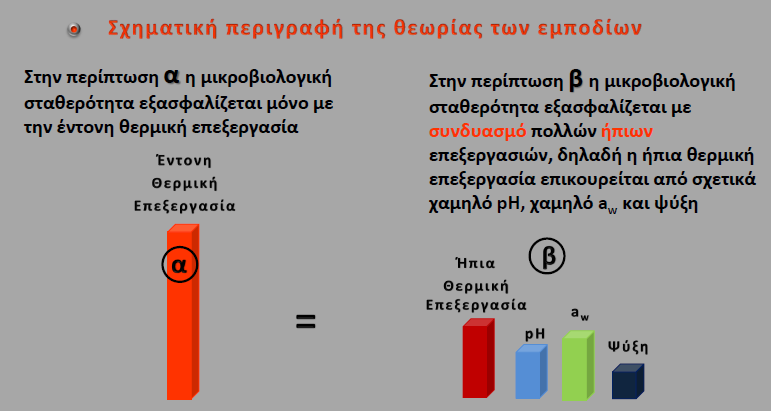 Σχηματική περιγραφή της θεωρίας των εμποδίων
Στην περίπτωση α η μικροβιολογική
σταθερότητα εξασφαλίζεται μόνο με
την έντονη θερμική επεξεργασία
Έντονη
Θερμική
Επεξεργασία
α
=
Στην περίπτωση β η μικροβιολογική
σταθερότητα εξασφαλίζεται με
συνδυασμό πολλών ήπιων
επεξεργασιών, δηλαδή η ήπια θερμική
επεξεργασία επικουρείται από σχετικά
χαμηλό pH, χαμηλό aw και ψύξη
β
Ήπια
Θερμική
Επεξεργασία
pH
aw
Ψύξη